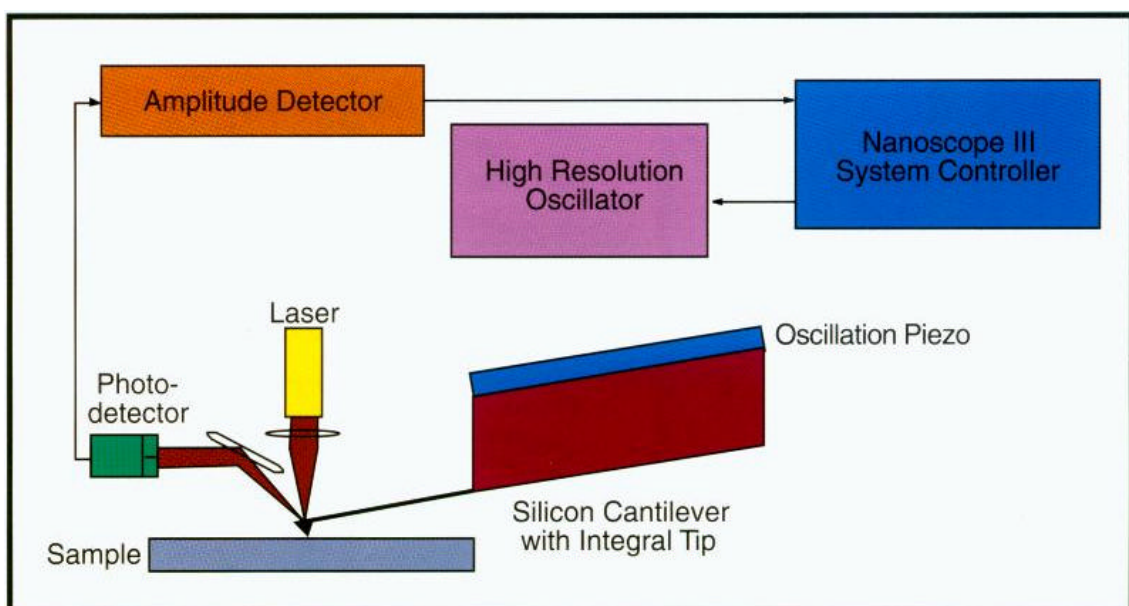 Amplitude Detector
Nanoscope III
System Controller
High Resolution
Oscillator
Laser
Oscillation Piezo
Photo-
detector
Silicon Cantilever
with Integral Tip
Sample